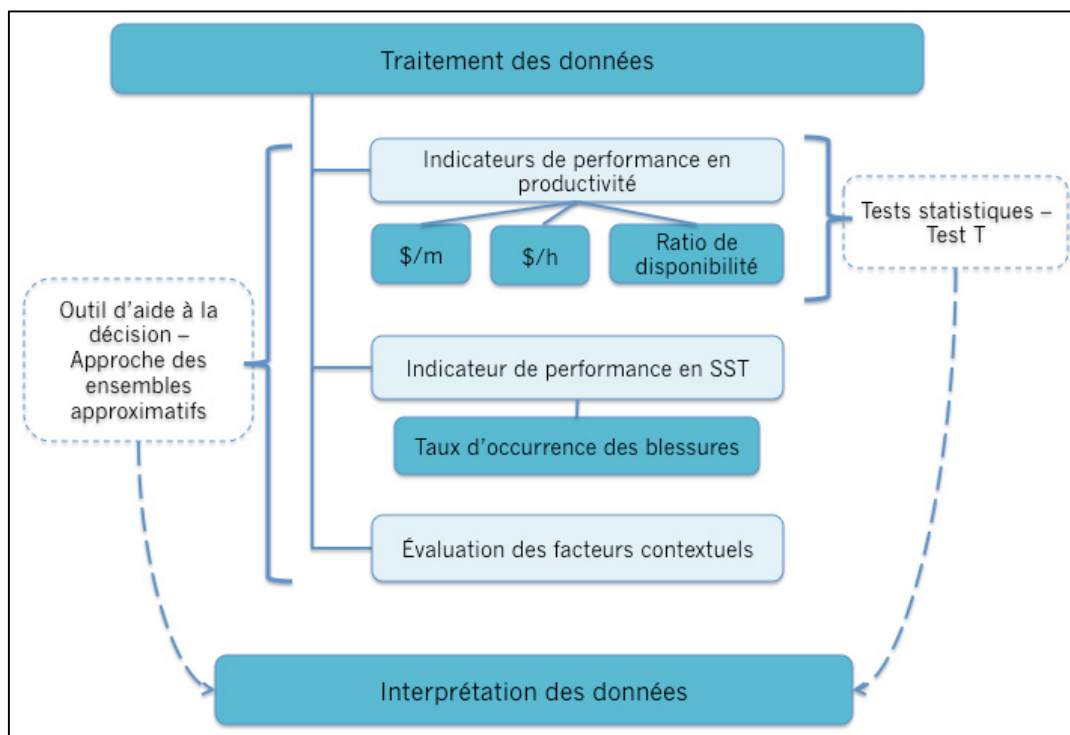 Traitement des données
Indicateurs de performance en
productivité
$/m
$/h
Ratio de
disponibilité
Tests statistiques –
Test T
Outil d'aide à la
décision –
Approche des
ensembles
approximatifs
Indicateur de performance en SST
Taux d'occurrence des blessures
Évaluation des facteurs contextuels
Interprétation des données